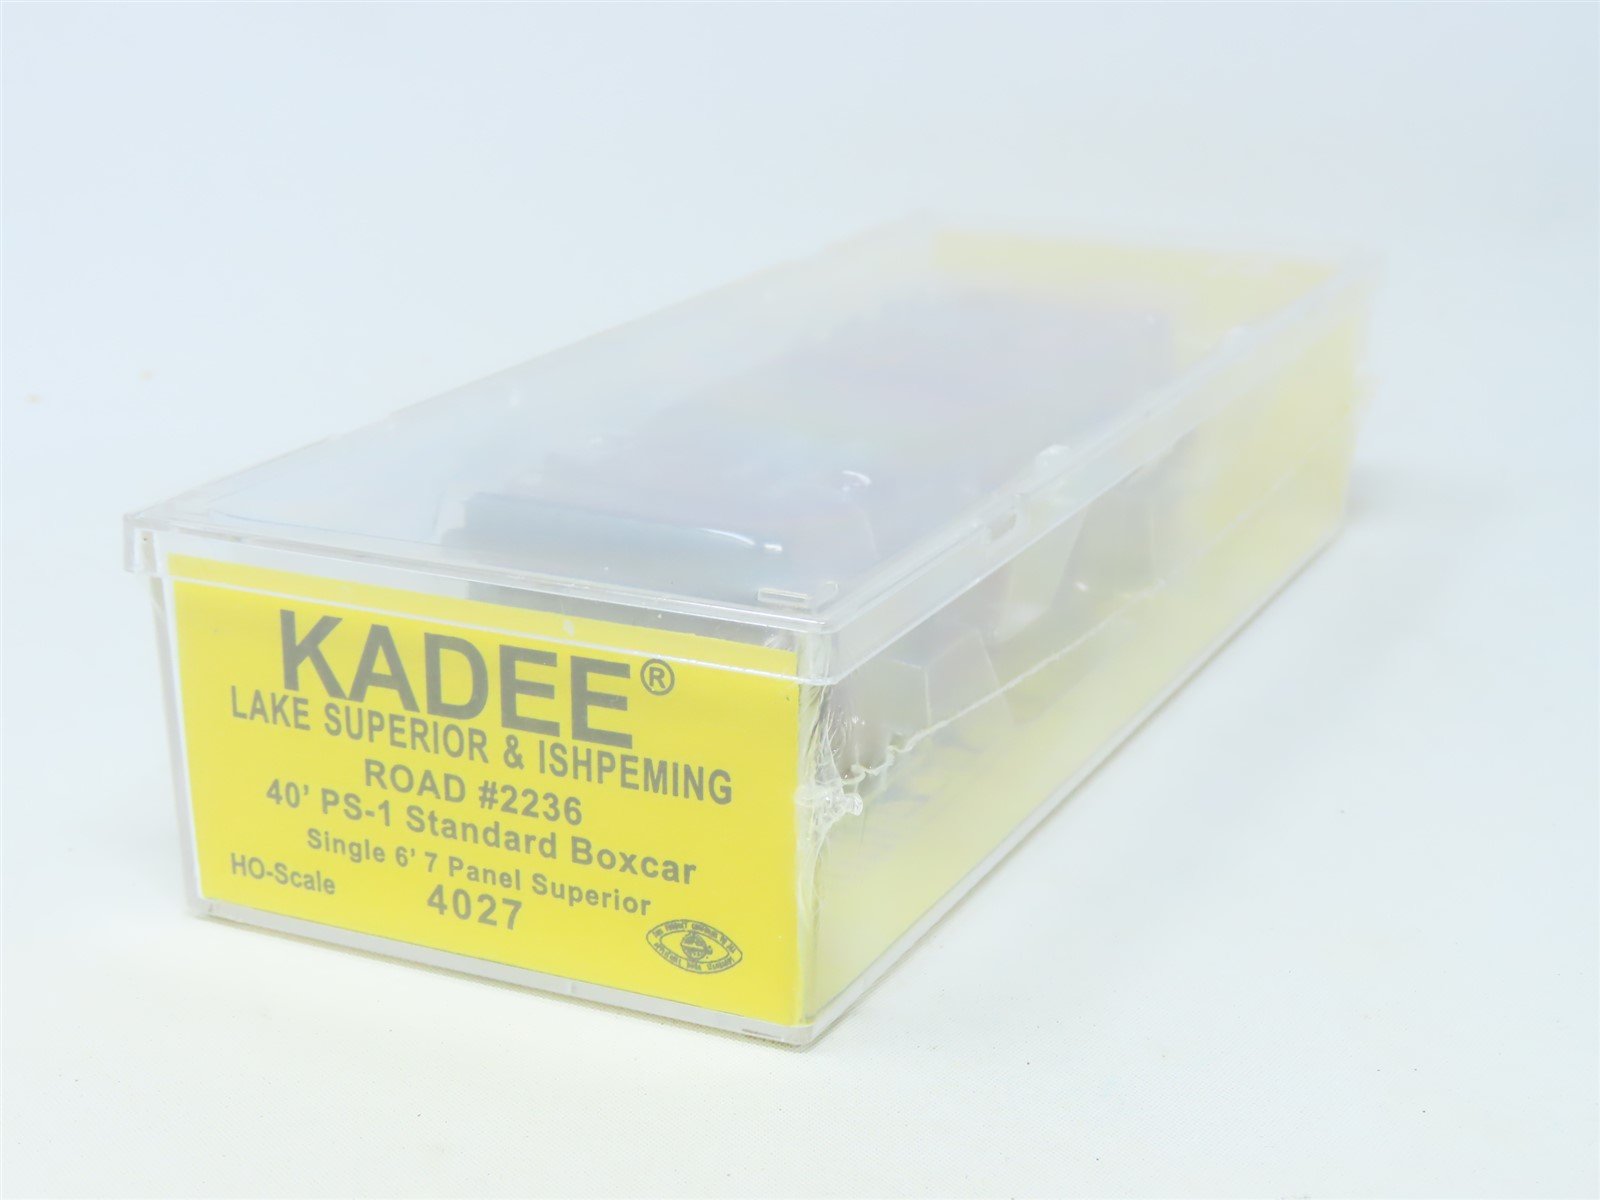 KADEE®
LAKE SUPERIOR & ISHPEMING
ROAD #2236
40' PS-1 Standard Boxcar
Single 6' 7 Panel Superior
HO-Scale
4027